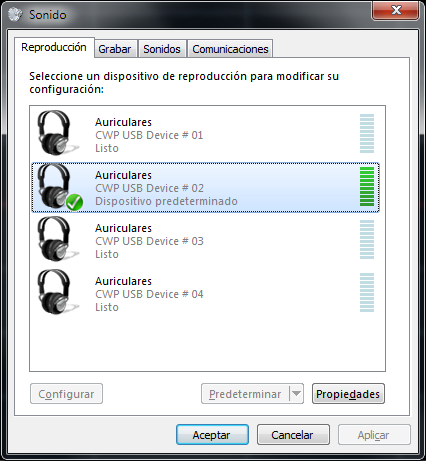 Sonido
Reproducción
Grabar
Sonidos
Comunicaciones
Seleccione un dispositivo de reproducción para modificar su
configuración:
Auriculares
CWP USB Device # 01
Listo
Auriculares
CWP USB Device # 02
Dispositivo predeterminado
Auriculares
CWP USB Device # 03
Listo
Auriculares
CWP USB Device # 04
Listo
Configurar
Predeterminar
Propiedades
Aceptar
Cancelar
Aplicar